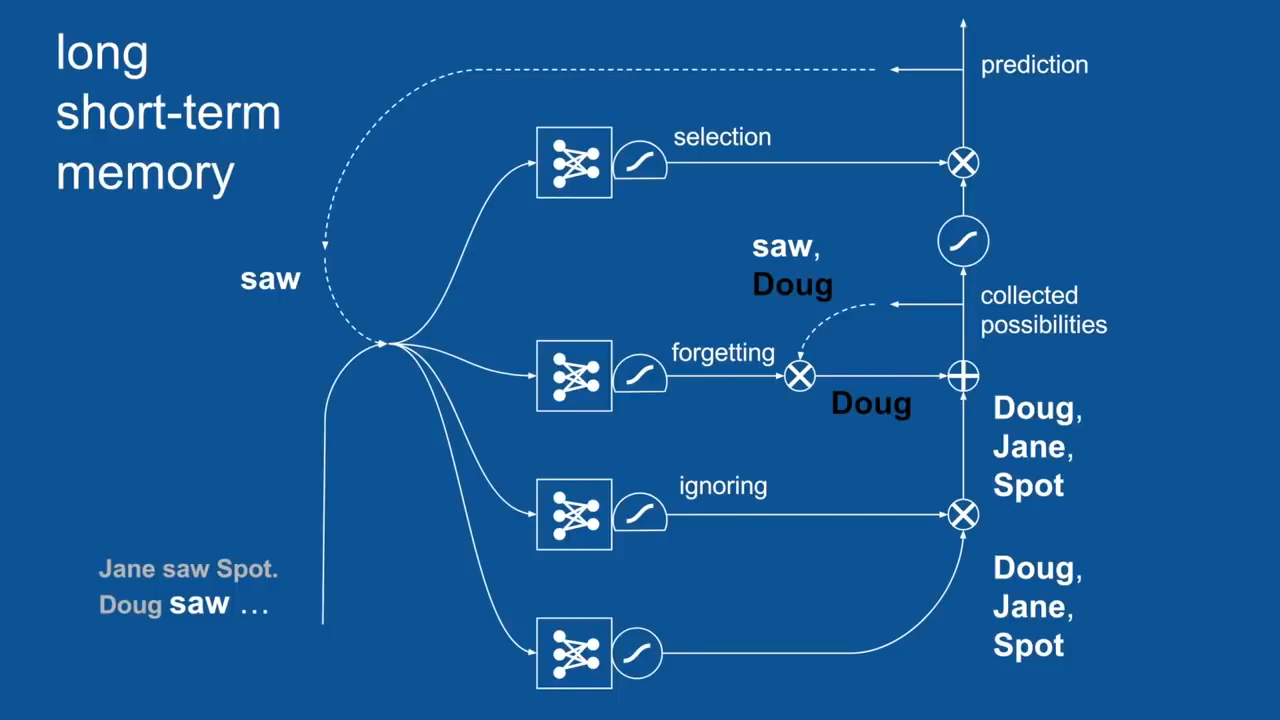 long
short-term
memory
prediction
selection
saw,
Doug
saw
collected
possibilities
forgetting
Doug
Doug,
Jane,
Spot
ignoring
Jane saw Spot.
Doug saw …
Doug,
Jane,
Spot